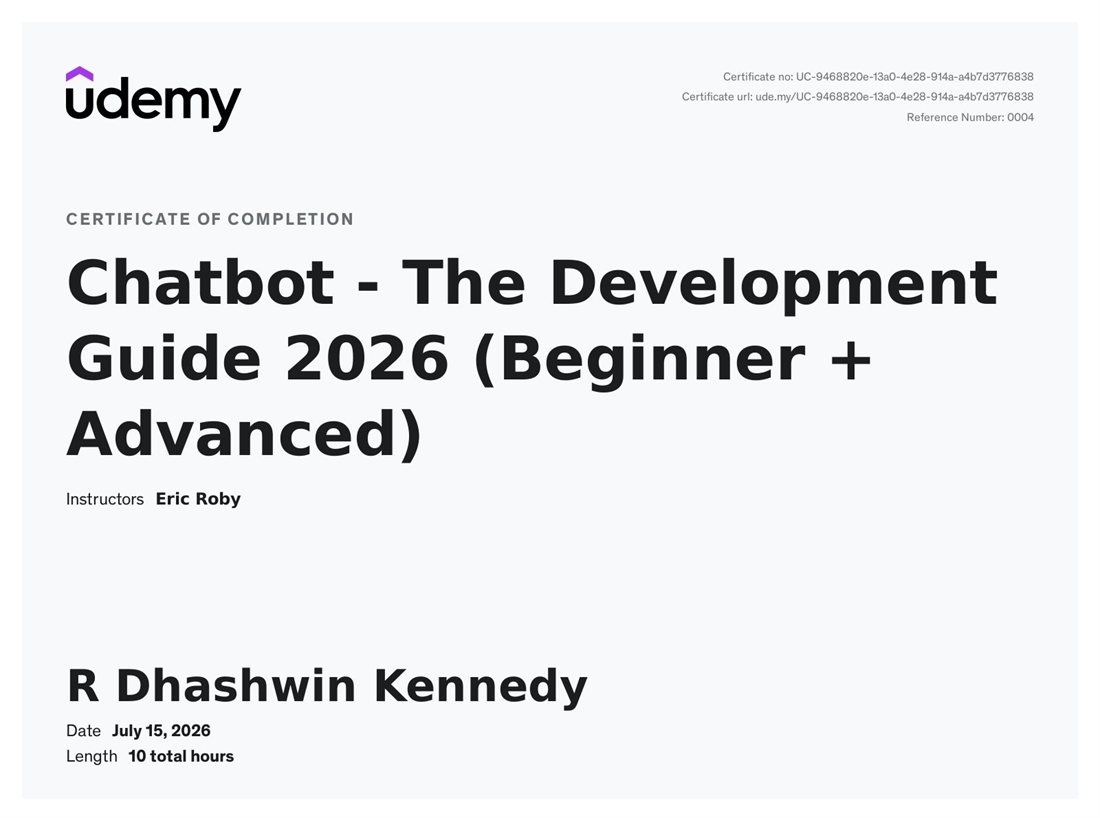 udemy
Certificate no: UC-9468820e-13a0-4e28-914a-a4b7d3776838
Certificate url: ude.my/UC-9468820e-13a0-4e28-914a-a4b7d3776838
Reference Number: 0004
CERTIFICATE OF COMPLETION
Chatbot - The Development
Guide 2026 (Beginner +
Advanced)
Instructors Eric Roby
R Dhashwin Kennedy
Date July 15, 2026
Length 10 total hours